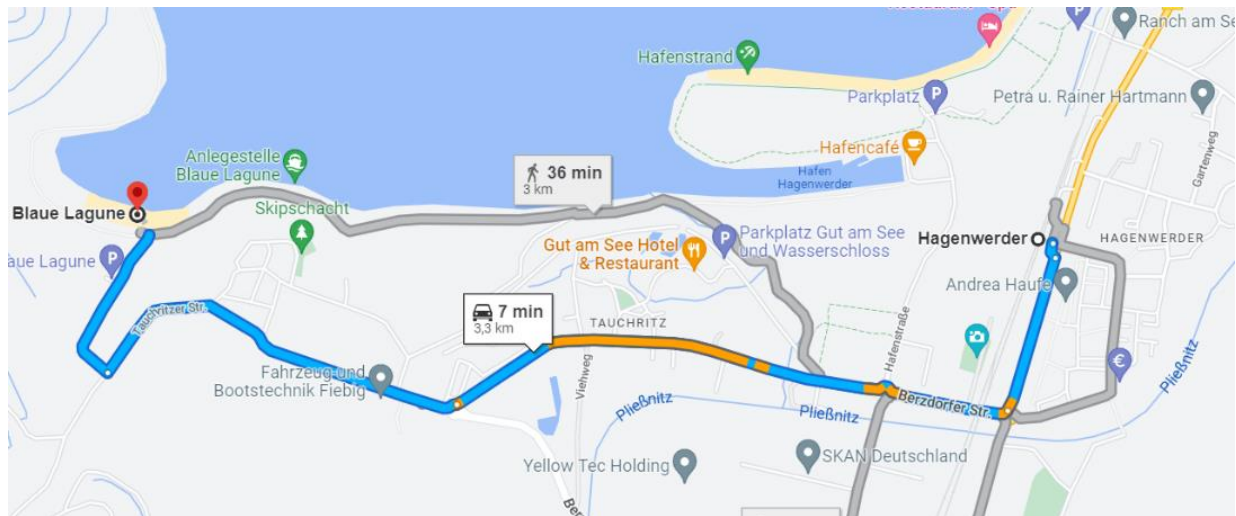 Ranch am Se
Hafenstrand
Parkplatz
Petra u. Rainer Hartmann
Hafencafé
Gartenweg
Anlegestelle
Blaue Lagune
36 min
3 km
Hafen
Hagenwerder
Blaue Lagune
Skipschacht
aue Lagune
Gut am See Hotel
& Restaurant
Parkplatz Gut am See
und Wasserschloss
Hagenwerder
HAGENWERDER
Andrea Haufe
Tauchritzer Str.
7 min
3,3 km
TAUCHRITZ
Hafenstraße
Viehweg
Fahrzeug und
Bootstechnik Fiebig
Pließnitz
Berzdorfer Str.
Pließnitz
Pließnitz
Yellow Tec Holding
SKAN Deutschland
Be